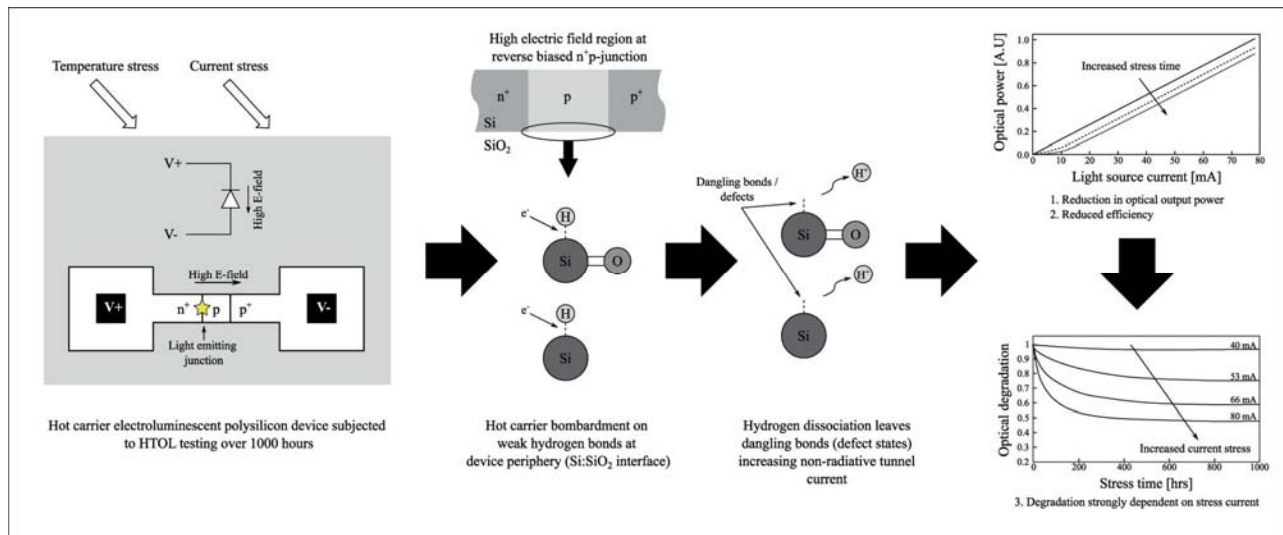 Temperature stress
Current stress
V+
V-
High E-field
High E-field
V+
n+
p
p+
V-
Light emitting
junction
Hot carrier electroluminescent polysilicon device subjected
to HTOL testing over 1000 hours
High electric field region at
reverse biased n+p-junction
n+
p
p+
Si
SiO2
e-
H
Si
O
e-
H
Si
Hot carrier bombardment on
weak hydrogen bonds at
device periphery (Si:SiO2 interface)
Dangling bonds /
defects
H+
Si
O
H+
Si
Hydrogen dissociation leaves
dangling bonds (defect states)
increasing non-radiative tunnel
current
Optical power [A.U]
1.0
0.8
0.6
0.4
0.2
0.0
Increased stress time
0 10 20 30 40 50 60 70 80
Light source current [mA]
1. Reduction in optical output power
2. Reduced efficiency
Optical degradation
1
0.9
0.8
0.7
0.6
0.5
0.2
40 mA
53 mA
66 mA
80 mA
Increased current stress
0 200 400 600 800 1000
Stress time [hrs]
3. Degradation strongly dependent on stress current